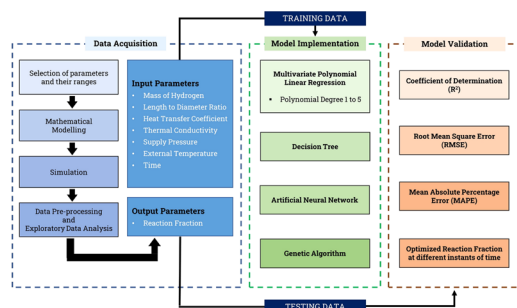 TRAINING DATA
Data Acquisition
Selection of parameters
and their ranges
Mathematical
Modelling
Simulation
Data Pre-processing
and
Exploratory Data Analysis
Input Parameters
• Mass of Hydrogen
• Length to Diameter Ratio
• Heat Transfer Coefficient
• Thermal Conductivity
• Supply Pressure
• External Temperature
• Time
Output Parameters
• Reaction Fraction
Model Implementation
Multivariate Polynomial
Linear Regression
• Polynomial Degree 1 to 5
Decision Tree
Artificial Neural Network
Genetic Algorithm
Model Validation
Coefficient of Determination
(R²)
Root Mean Square Error
(RMSE)
Mean Absolute Percentage
Error (MAPE)
Optimized Reaction Fraction
at different instants of time
TESTING DATA